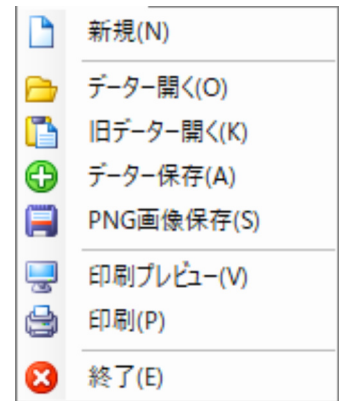 新規(N)
データー開く(O)
旧データー開く(K)
データー保存(A)
PNG画像保存(S)
印刷プレビュー(V)
印刷(P)
終了(E)